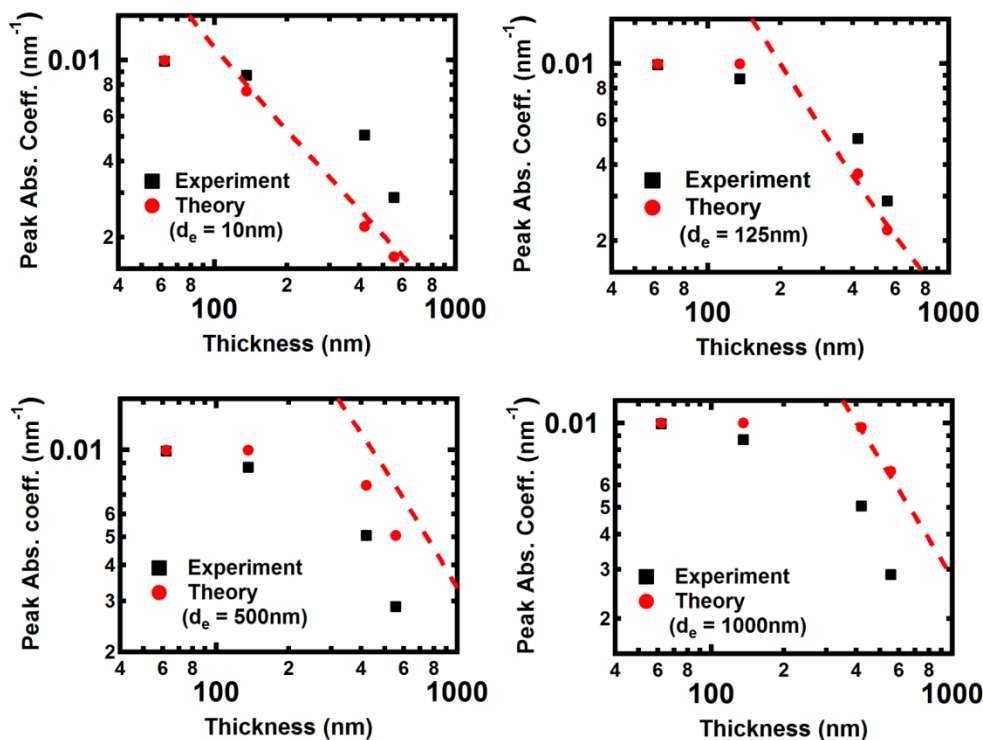 Peak Abs. Coeff. (nm⁻¹)
0.01
8
6
4
2
Experiment
Theory
(dₑ = 10nm)
4 6 8 2 4 6 8
100 1000
Thickness (nm)
Peak Abs. Coeff. (nm⁻¹)
0.01
8
6
4
2
Experiment
Theory
(dₑ = 125nm)
4 6 8 2 4 6 8
100 1000
Thickness (nm)
Peak Abs. coeff. (nm⁻¹)
0.01
8
7
6
5
4
3
2
Experiment
Theory
(dₑ = 500nm)
4 6 8 2 4 6 8
100 1000
Thickness (nm)
Peak Abs. Coeff. (nm⁻¹)
0.01
8
6
5
4
3
2
Experiment
Theory
(dₑ = 1000nm)
4 6 8 2 4 6 8
100 1000
Thickness (nm)